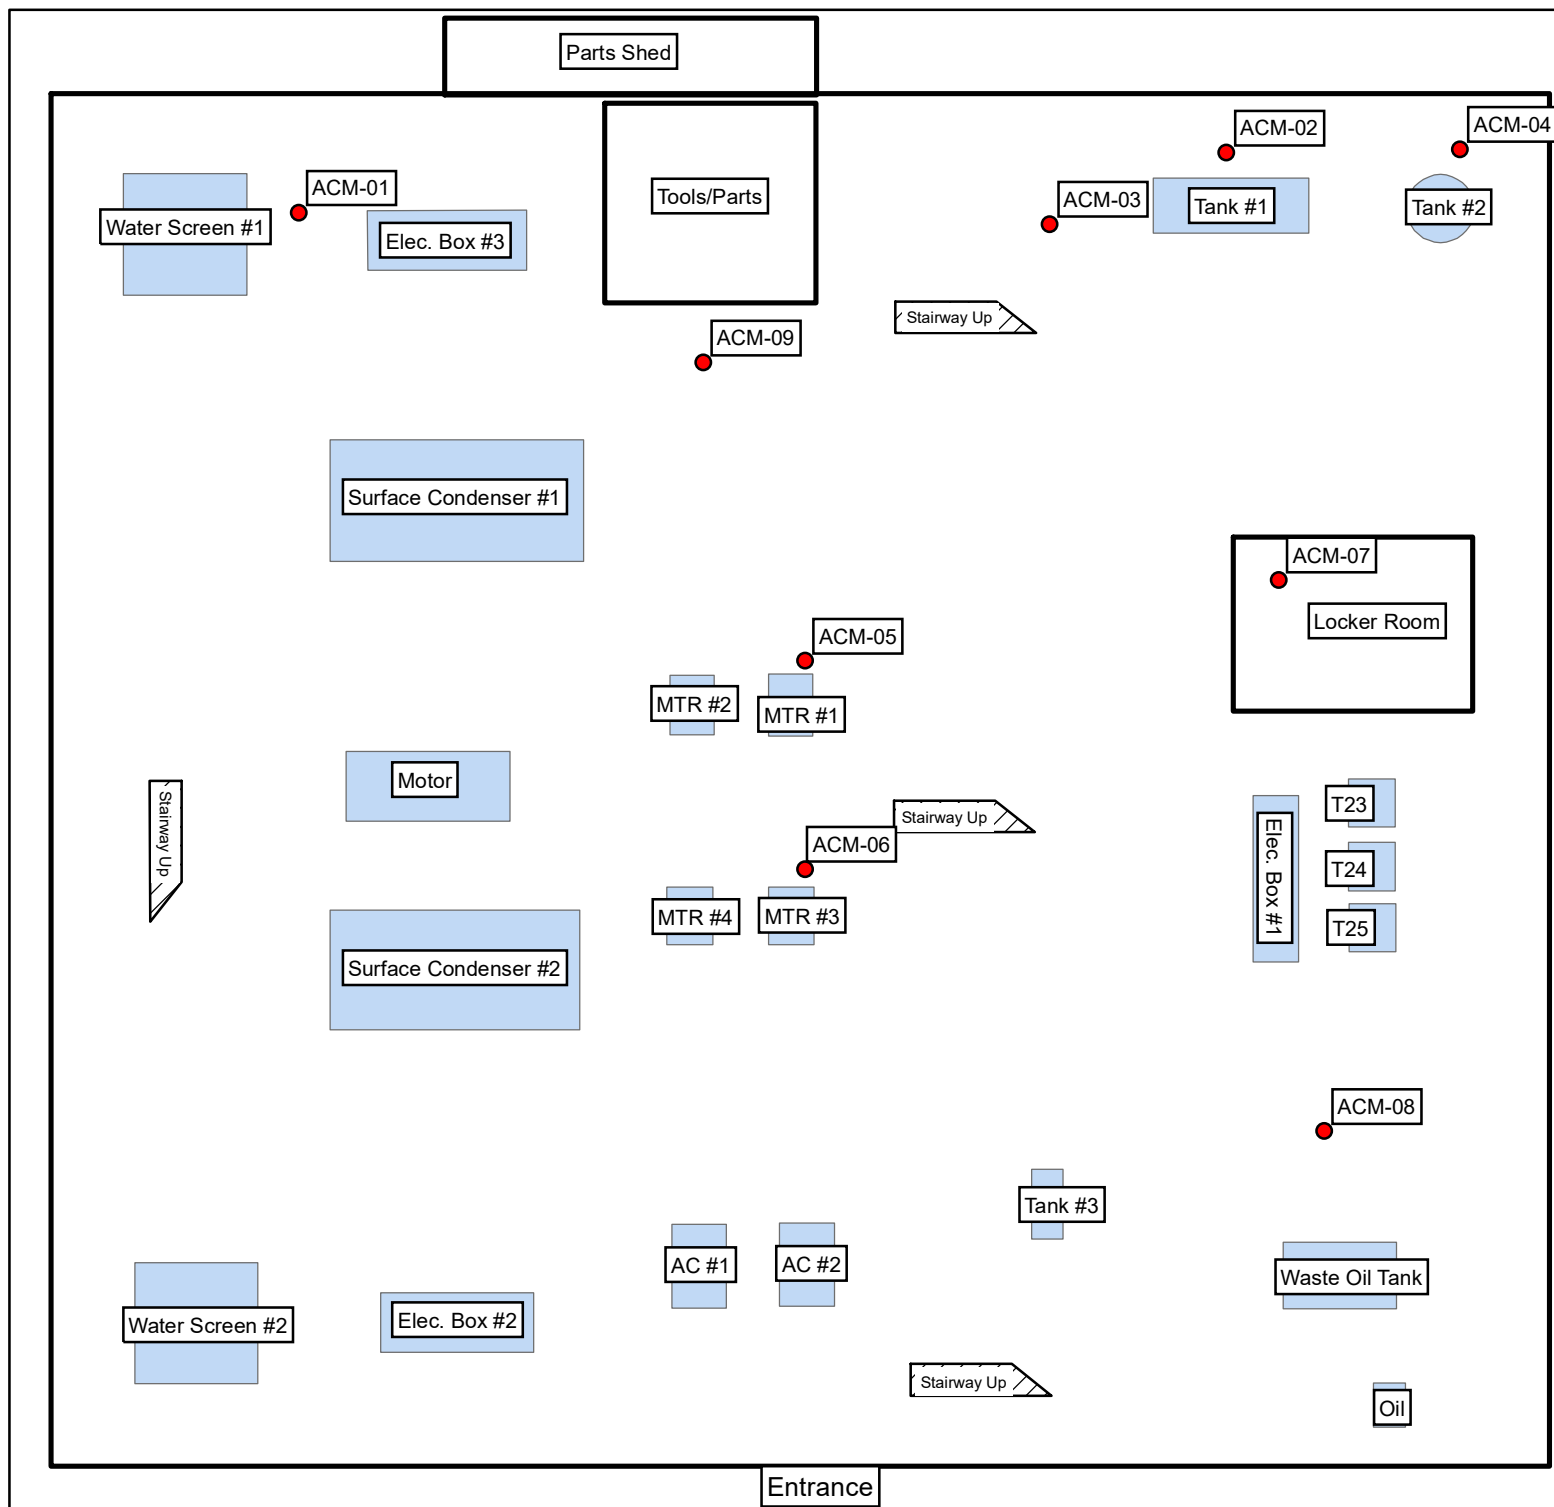 Parts Shed
ACM-02
ACM-04
ACM-01
Tools/Parts
ACM-03
Tank #1
Tank #2
Water Screen #1
Elec. Box #3
Stairway Up
ACM-09
Surface Condenser #1
ACM-07
Locker Room
ACM-05
MTR #2
MTR #1
Motor
Stairway Up
Stairway Up
T23
ACM-06
Elec. Box #1
T24
MTR #4
MTR #3
T25
Surface Condenser #2
ACM-08
Tank #3
AC #1
AC #2
Waste Oil Tank
Water Screen #2
Elec. Box #2
Stairway Up
Oil
Entrance